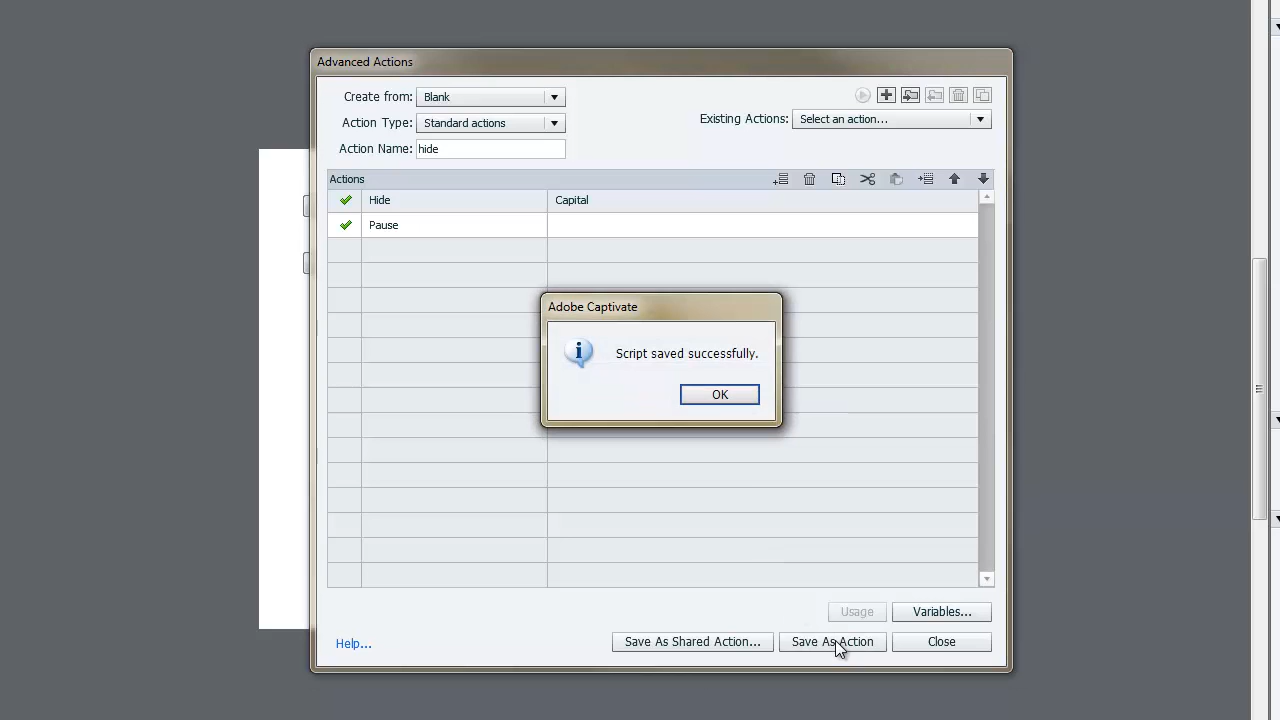 Advanced Actions
Create from: Blank
Action Type: Standard actions
Existing Actions: Select an action...
Action Name: hide
Actions
Hide Capital
Pause
Adobe Captivate
Script saved successfully.
OK
Usage Variables...
Help... Save As Shared Action... Save As Action Close